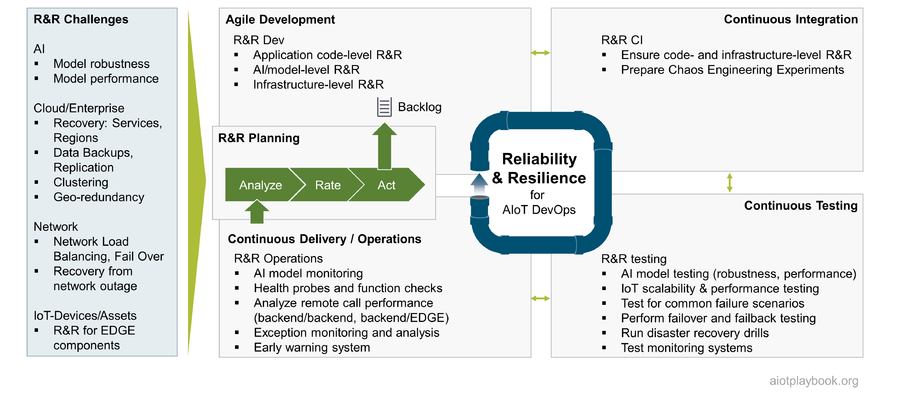 R&R Challenges
AI
▪ Model robustness
▪ Model performance
Cloud/Enterprise
▪ Recovery: Services,
Regions
▪ Data Backups,
Replication
▪ Clustering
▪ Geo-redundancy
Network
▪ Network Load
Balancing, Fail Over
▪ Recovery from
network outage
IoT-Devices/Assets
▪ R&R for EDGE
components
Agile Development
R&R Dev
▪ Application code-level R&R
▪ AI/model-level R&R
▪ Infrastructure-level R&R
Backlog
R&R Planning
Analyze
Rate
Act
Continuous Delivery / Operations
R&R Operations
▪ AI model monitoring
▪ Health probes and function checks
▪ Analyze remote call performance
(backend/backend, backend/EDGE)
▪ Exception monitoring and analysis
▪ Early warning system
Reliability
& Resilience
for
AIoT DevOps
Continuous Integration
R&R CI
▪ Ensure code- and infrastructure-level R&R
▪ Prepare Chaos Engineering Experiments
Continuous Testing
R&R testing
▪ AI model testing (robustness, performance)
▪ IoT scalability & performance testing
▪ Test for common failure scenarios
▪ Perform failover and failback testing
▪ Run disaster recovery drills
▪ Test monitoring systems
aiotplaybook.org